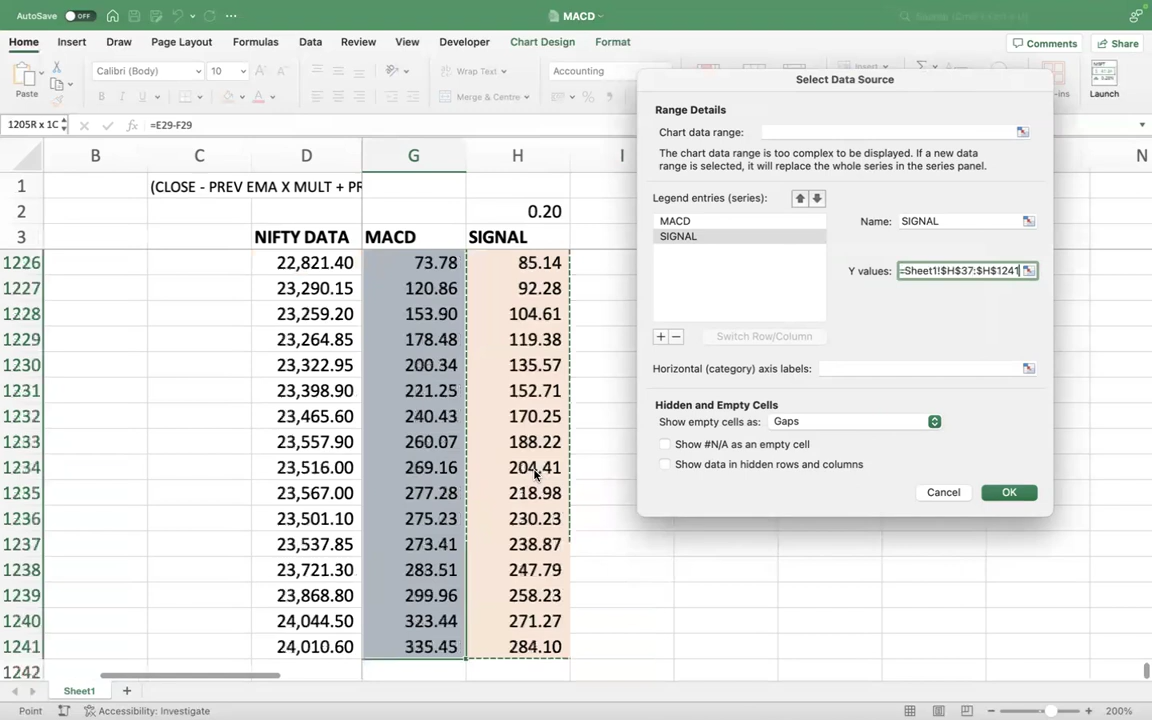 AutoSave OFF MACD
Home Insert Draw Page Layout Formulas Data Review View Developer Chart Design Format Comments Share
Paste Calibri (Body) 10 Wrap Text Accounting
B I U Merge & Centre Launch
1205R x 1C fx =E29-F29
B C D G H I N
1 (CLOSE - PREV EMA X MULT + PR
2 0.20
3 NIFTY DATA MACD SIGNAL
1226 22,821.40 73.78 85.14
1227 23,290.15 120.86 92.28
1228 23,259.20 153.90 104.61
1229 23,264.85 178.48 119.38
1230 23,322.95 200.34 135.57
1231 23,398.90 221.25 152.71
1232 23,465.60 240.43 170.25
1233 23,557.90 260.07 188.22
1234 23,516.00 269.16 204.41
1235 23,567.00 277.28 218.98
1236 23,501.10 275.23 230.23
1237 23,537.85 273.41 238.87
1238 23,721.30 283.51 247.79
1239 23,868.80 299.96 258.23
1240 24,044.50 323.44 271.27
1241 24,010.60 335.45 284.10
1242
Select Data Source
Range Details
Chart data range:
The chart data range is too complex to be displayed. If a new data
range is selected, it will replace the whole series in the series panel.
Legend entries (series):
MACD
SIGNAL
Name: SIGNAL
Y values: =Sheet1!$H$37:$H$1241
Switch Row/Column
Horizontal (category) axis labels:
Hidden and Empty Cells
Show empty cells as: Gaps
Show #N/A as an empty cell
Show data in hidden rows and columns
Cancel OK
Sheet1
Point Accessibility: Investigate 200%